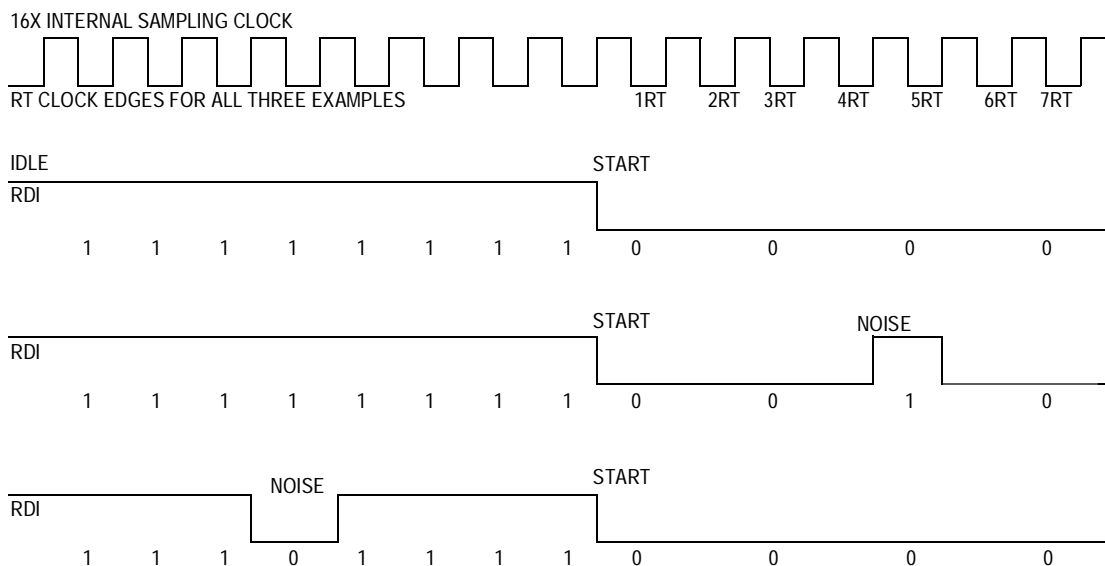 16X INTERNAL SAMPLING CLOCK
RT CLOCK EDGES FOR ALL THREE EXAMPLES 1RT 2RT 3RT 4RT 5RT 6RT 7RT
IDLE START
RDI
1 1 1 1 1 1 1 1 0 0 0 0
START NOISE
RDI
1 1 1 1 1 1 1 1 0 0 1 0
NOISE START
RDI
1 1 1 0 1 1 1 1 0 0 0 0